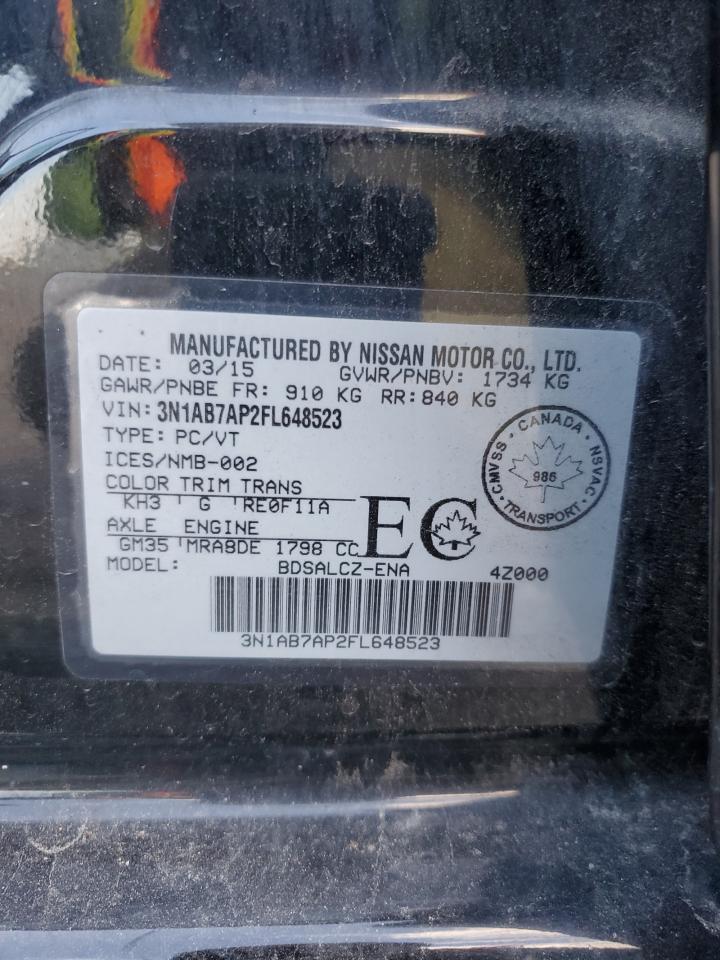 MANUFACTURED BY NISSAN MOTOR CO., LTD.
DATE: 03/15 GVWR/PNBV: 1734 KG
GAWR/PNBE FR: 910 KG RR: 840 KG
VIN: 3N1AB7AP2FL648523
TYPE: PC/VT
ICES/NMB-002
COLOR TRIM TRANS
KH3 G RE0F11A
AXLE ENGINE
GM35 MRA8DE 1798 CC
EC
CANADA
CMVSS NSVAC
986
TRANSPORT
MODEL: BDSALCZ-ENA 4Z000
3N1AB7AP2FL648523